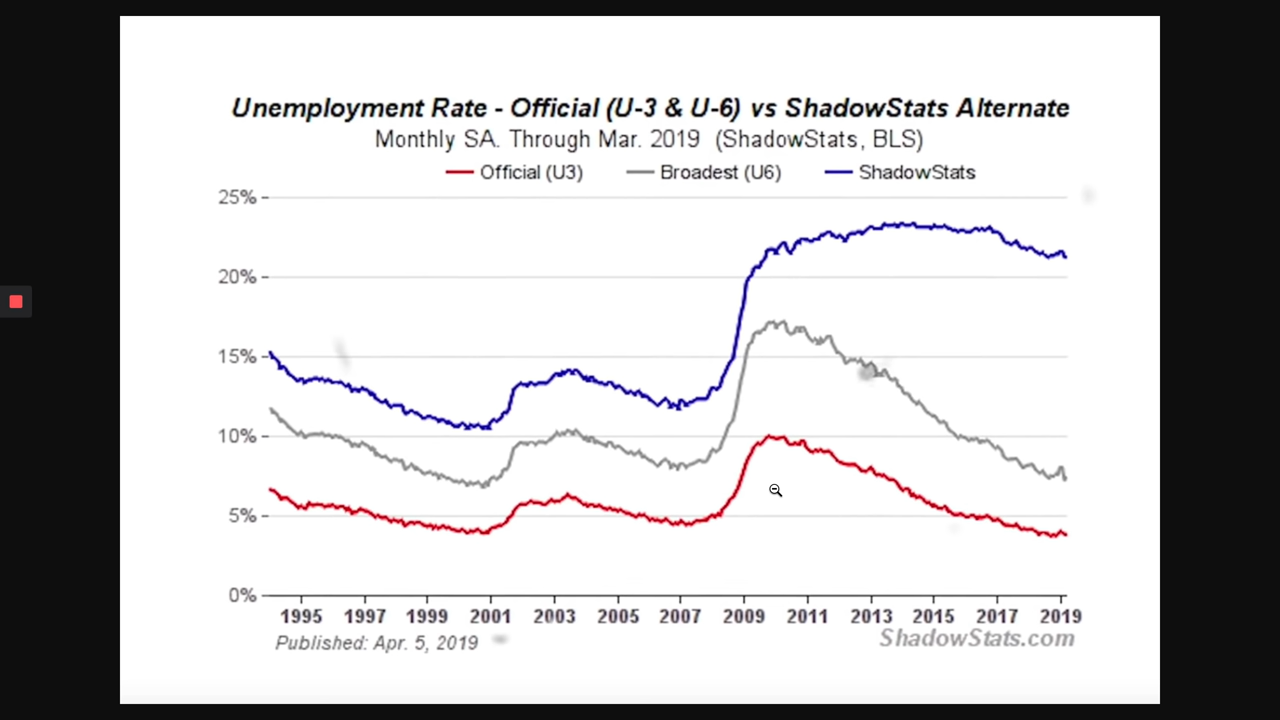 Unemployment Rate - Official (U-3 & U-6) vs ShadowStats Alternate
Monthly SA. Through Mar. 2019 (ShadowStats, BLS)
Official (U3) Broadest (U6) ShadowStats
25%
20%
15%
10%
5%
0%
1995 1997 1999 2001 2003 2005 2007 2009 2011 2013 2015 2017 2019
Published: Apr. 5, 2019
ShadowStats.com